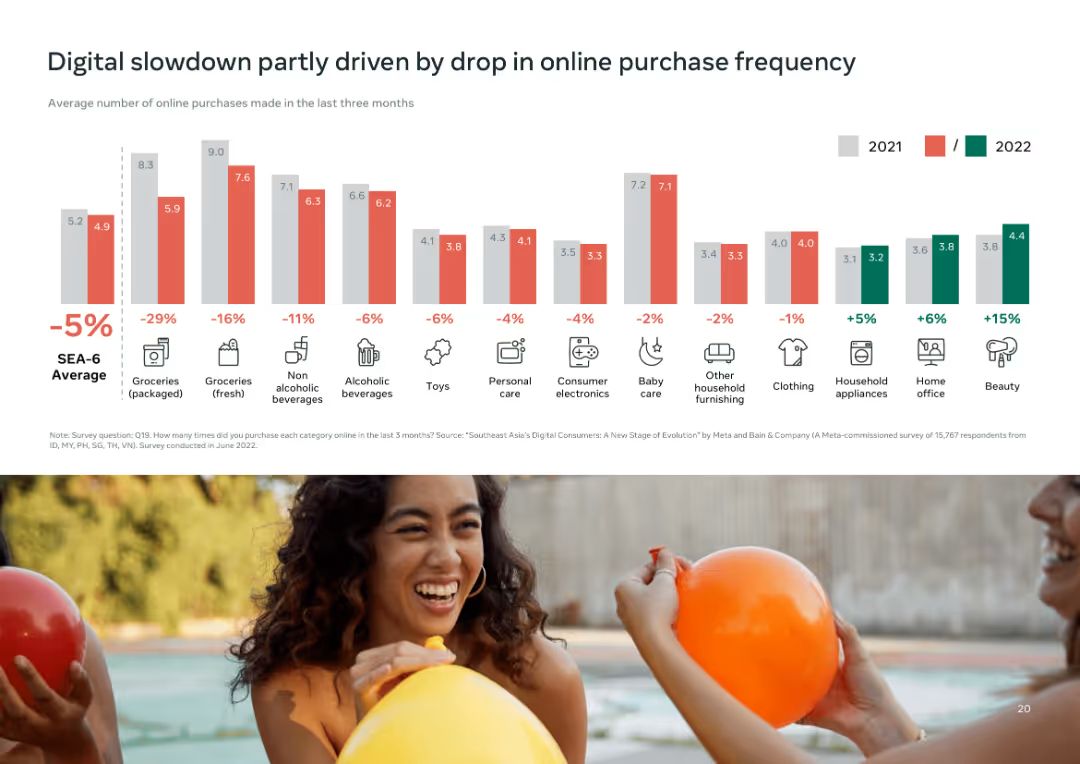 Digital slowdown partly driven by drop in online purchase frequency
Average number of online purchases made in the last three months
2021 / 2022
5.2 4.9
8.3 5.9
9.0 7.6
7.1 6.3
6.6 6.2
4.1 3.8
4.3 4.1
3.5 3.3
7.2 7.1
3.4 3.3
4.0 4.0
3.1 3.2
3.6 3.8
3.8 4.4
-5% -29% -16% -11% -6% -6% -4% -4% -2% -2% -1% +5% +6% +15%
SEA-6
Average
Groceries
(packaged)
Groceries
(fresh)
Non
alcoholic
beverages
Alcoholic
beverages
Toys
Personal
care
Consumer
electronics
Baby
care
Other
household
furnishing
Clothing
Household
appliances
Home
office
Beauty
Note: Survey question: Q19. How many times did you purchase each category online in the last 3 months? Source: "Southeast Asia's Digital Consumers: A New Stage of Evolution" by Meta and Bain & Company (A Meta-commissioned survey of 15,767 respondents from
ID, MY, PH, SG, TH, VN). Survey conducted in June 2022.
20